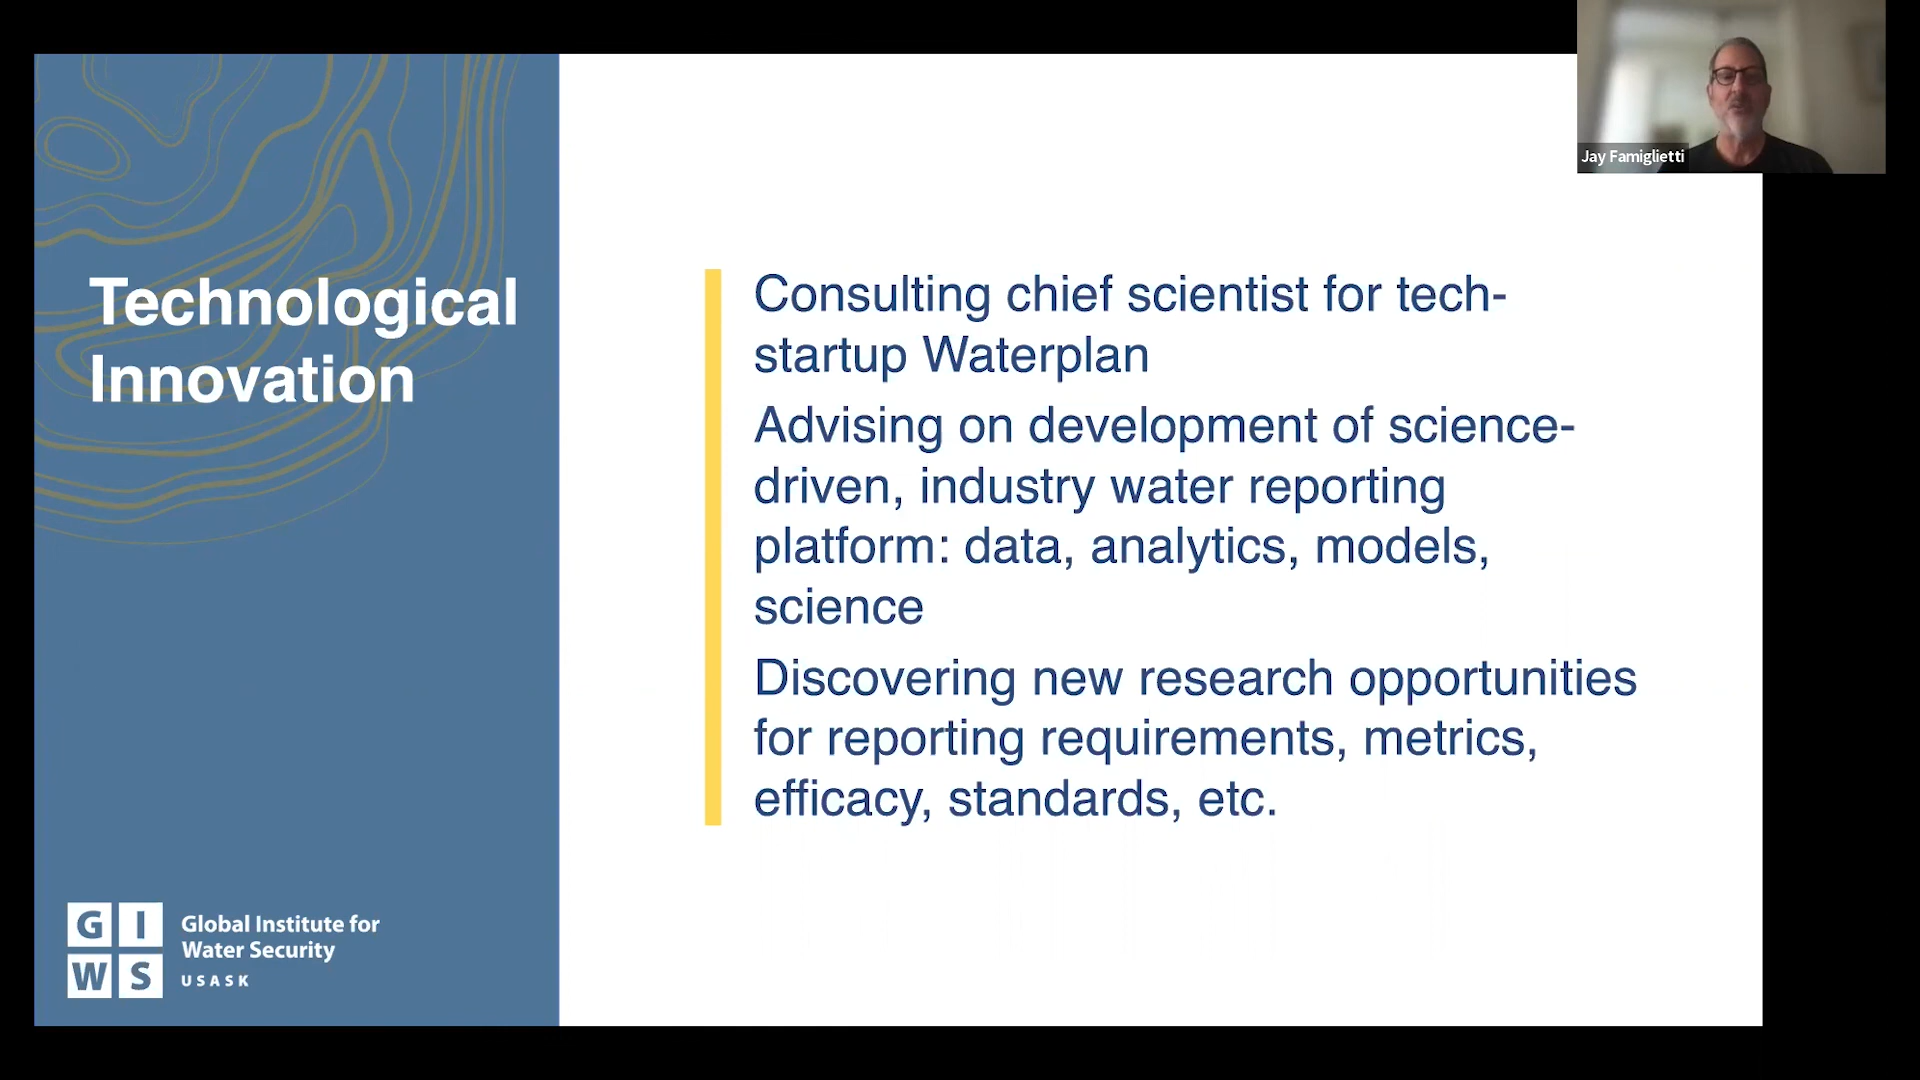 Jay Famiglietti
Technological
Innovation
Consulting chief scientist for tech-
startup Waterplan
Advising on development of science-
driven, industry water reporting
platform: data, analytics, models,
science
Discovering new research opportunities
for reporting requirements, metrics,
efficacy, standards, etc.
G I
W S
Global Institute for
Water Security
USASK